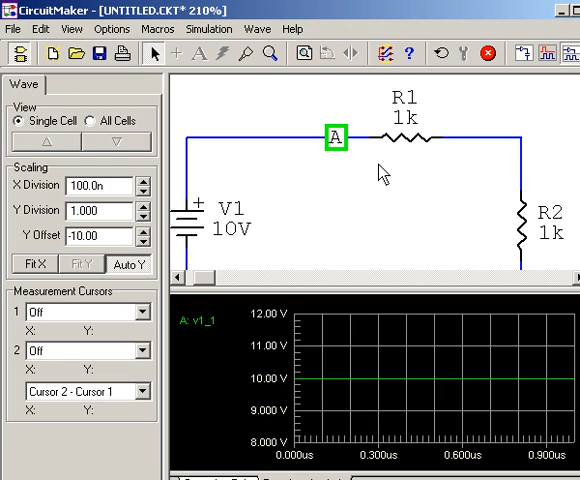 CircuitMaker - [UNTITLED.CKT* 210%]
File Edit View Options Macros Simulation Wave Help
Wave
View
Single Cell All Cells
Scaling
X Division 100.0n
Y Division 1.000
Y Offset -10.00
Fit X Fit Y Auto Y
Measurement Cursors
1 Off
X: Y:
2 Off
X: Y:
Cursor 2 - Cursor 1
X: Y:
R1
1k
A
+
V1
10V
R2
1k
A: v1_1
12.00 V
11.00 V
10.00 V
9.000 V
8.000 V
0.000us 0.300us 0.600us 0.900us